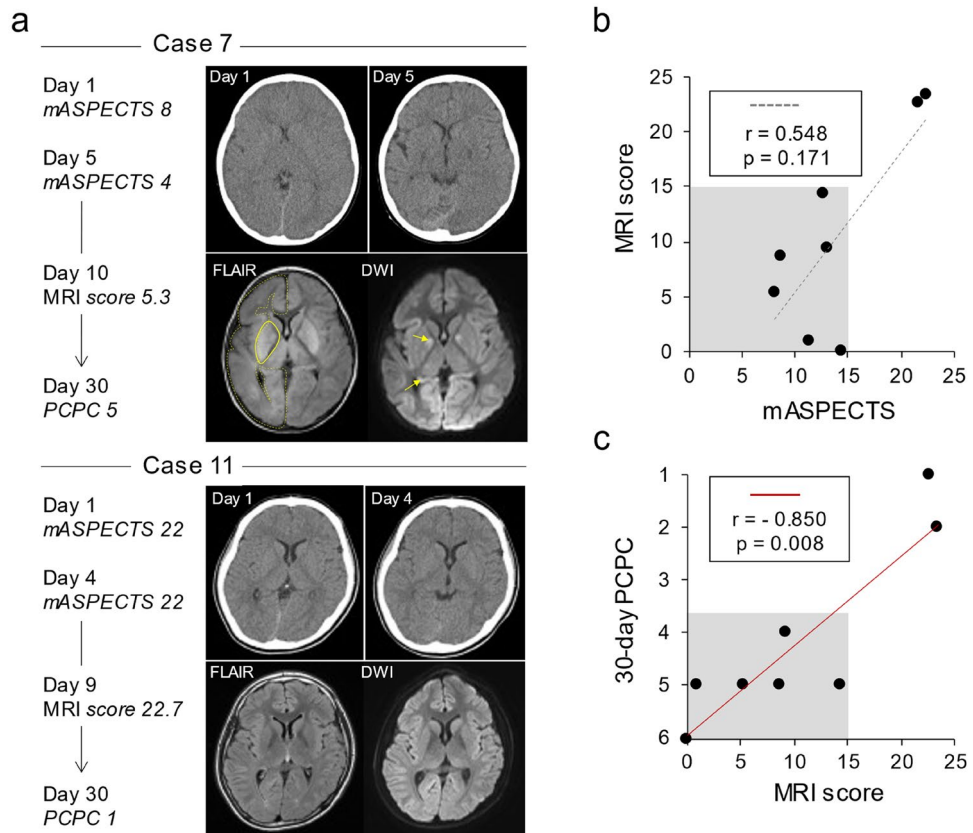 a
Case 7
Day 1
mASPECTS 8
Day 5
mASPECTS 4
Day 10
MRI score 5.3
Day 30
PCPC 5
Day 1
Day 5
FLAIR
DWI
Case 11
Day 1
mASPECTS 22
Day 4
mASPECTS 22
Day 9
MRI score 22.7
Day 30
PCPC 1
Day 1
Day 4
FLAIR
DWI
b
MRI score
25
20
15
10
5
0
r = 0.548
p = 0.171
0 5 10 15 20 25
mASPECTS
c
30-day PCPC
1
2
3
4
5
6
r = - 0.850
p = 0.008
0 5 10 15 20 25
MRI score